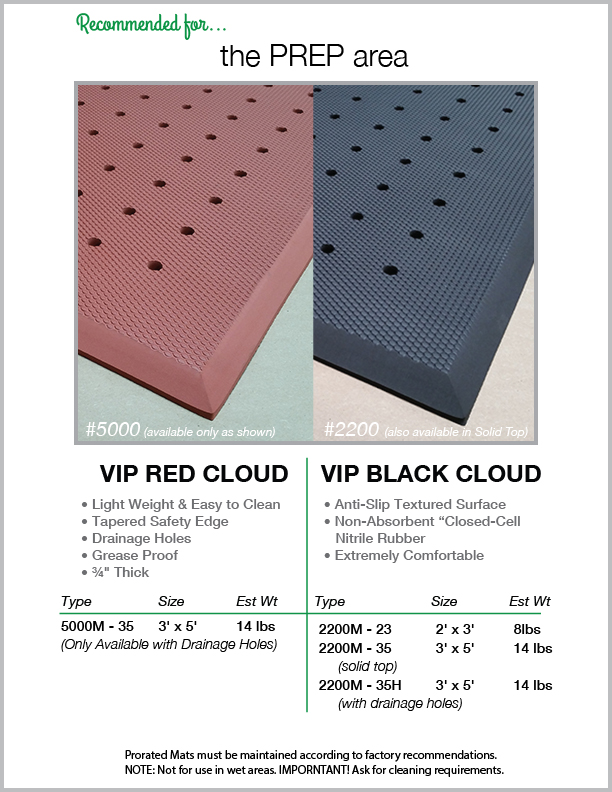 Recommended for...
the PREP area
#5000 (available only as shown)
#2200 (also available in Solid Top)
VIP RED CLOUD
• Light Weight & Easy to Clean
• Tapered Safety Edge
• Drainage Holes
• Grease Proof
• ¾" Thick
Type Size Est Wt
5000M - 35 3' x 5' 14 lbs
(Only Available with Drainage Holes)
VIP BLACK CLOUD
• Anti-Slip Textured Surface
• Non-Absorbent “Closed-Cell
Nitrile Rubber
• Extremely Comfortable
Type Size Est Wt
2200M - 23 2' x 3' 8lbs
2200M - 35 3' x 5' 14 lbs
(solid top)
2200M - 35H 3' x 5' 14 lbs
(with drainage holes)
Prorated Mats must be maintained according to factory recommendations.
NOTE: Not for use in wet areas. IMPORNTANT! Ask for cleaning requirements.